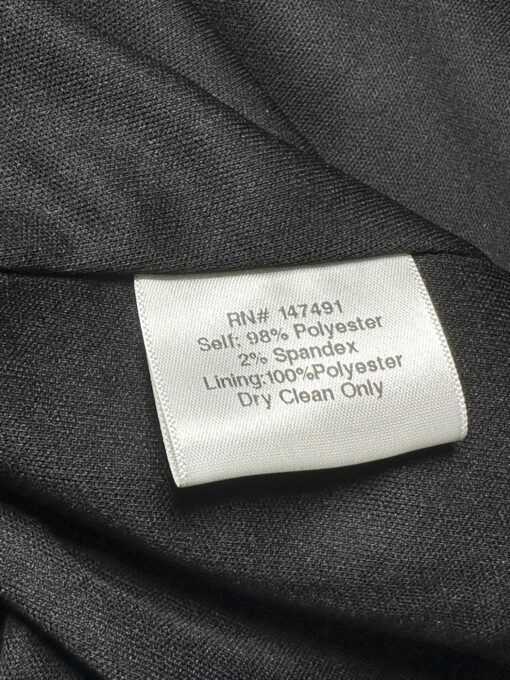 RN# 147491
Self: 98% Polyester
2% Spandex
Lining:100%Polyester
Dry Clean Only